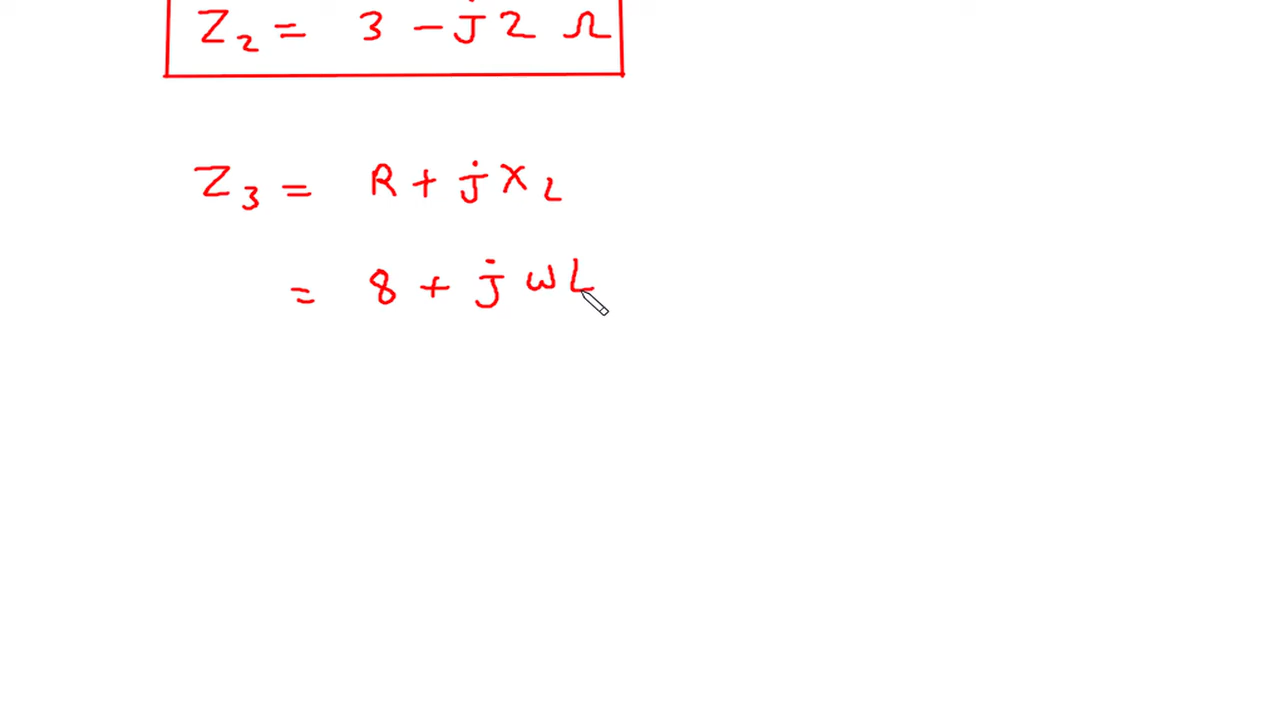 Z₂ = 3 - j2 Ω
Z₃ = R + jX_L
= 8 + jωL